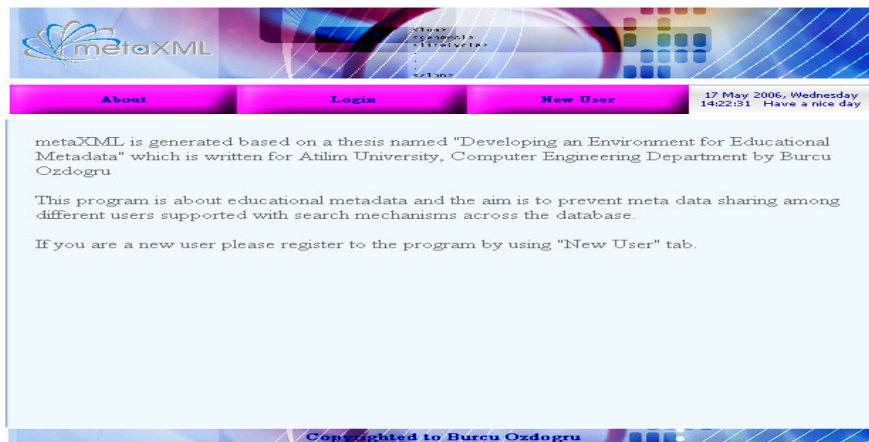 metaXML
<lom>
<general>
<lifecycle>
.
.
</lom>
About
Login
New User
17 May 2006, Wednesday
14:22:31 Have a nice day
metaXML is generated based on a thesis named "Developing an Environment for Educational
Metadata" which is written for Atilim University, Computer Engineering Department by Burcu
Ozdogru
This program is about educational metadata and the aim is to prevent meta data sharing among
different users supported with search mechanisms across the database.
If you are a new user please register to the program by using "New User" tab.
Copyrighted to Burcu Ozdogru